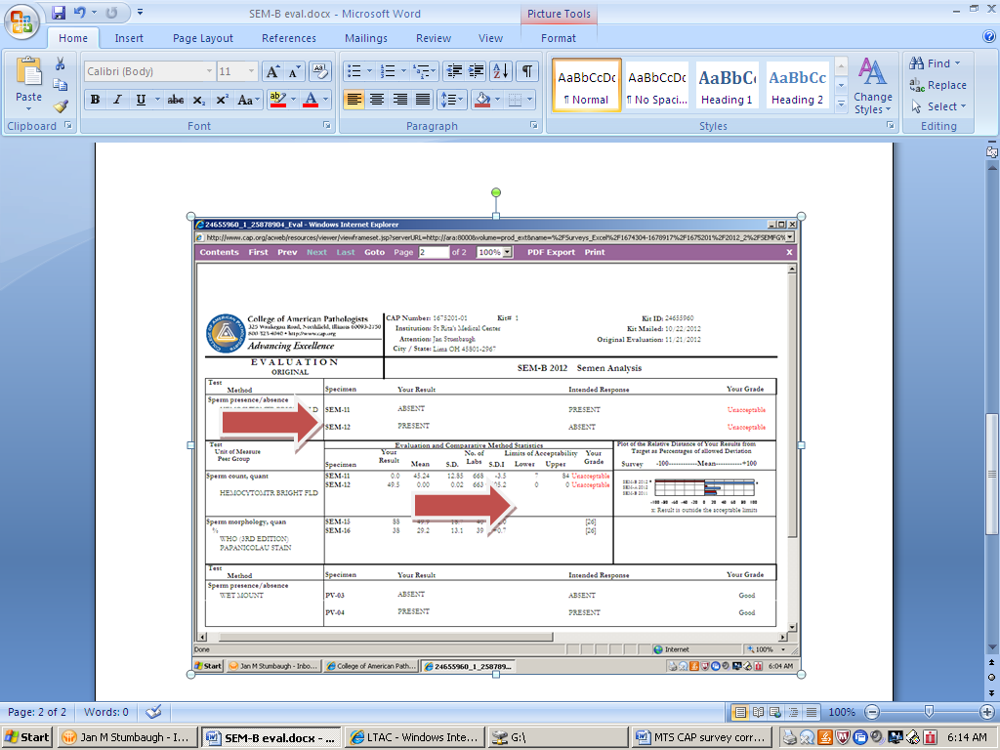 SEM-B eval.docx - Microsoft Word
Picture Tools
Home Insert Page Layout References Mailings Review View Format
Paste
Calibri (Body) 11
AaBbCcDc AaBbCcDc AaBbC AaBbCc
¶ Normal ¶ No Spaci... Heading 1 Heading 2
Change Styles
Find
Replace
Select
Clipboard Font Paragraph Styles Editing
24655960_1_25878904_Eval - Windows Internet Explorer
http://www.cap.org/acweb/resources/viewer/viewframeset.jsp?serverURL=http://ara:8000&volume=prod_ext&name=%2FSurveys_Excel%2F1674304-1678917%2F1675201%2F2012_2%2FSEMFG%
Contents First Prev Next Last Goto Page 2 of 2 100% PDF Export Print X
College of American Pathologists
325 Waukegan Road, Northfield, Illinois 60093-2750
800-323-4040 • http://www.cap.org
Advancing Excellence
CAP Number: 1675201-01 Kit# 1
Institution: St Rita's Medical Center
Attention: Jan Stumbaugh
City / State: Lima OH 45801-2967
Kit ID: 24655960
Kit Mailed: 10/22/2012
Original Evaluation: 11/21/2012
EVALUATION
ORIGINAL
SEM-B 2012 Semen Analysis
Test
Method Specimen Your Result Intended Response Your Grade
Sperm presence/absence
FLD SEM-11 ABSENT PRESENT Unacceptable
SEM-12 PRESENT ABSENT Unacceptable
Test
Unit of Measure
Peer Group
Evaluation and Comparative Method Statistics
Specimen Your Result Mean S.D. No. of Labs S.D.I Limits of Acceptability Lower Upper Your Grade
Plot of the Relative Distance of Your Results from
Target as Percentages of allowed Deviation
Survey -100----------Mean----------+100
Sperm count, quant SEM-11 0.0 45.24 12.85 668 -3.5 7 84 Unacceptable
SEM-12 49.5 0.00 0.02 663 0 0 Unacceptable
HEMOCYTOMTR BRIGHT FLD
SEM-B 2012
SEM-A 2012
SEM-B 2011
-100 -80 -60 -40 -20 0 20 40 60 80 100
x: Result is outside the acceptable limits
Sperm morphology, quan SEM-15 88 [26]
% SEM-16 38 29.2 13.1 39 [26]
WHO (3RD EDITION)
PAPANICOLAU STAIN
Test
Method Specimen Your Result Intended Response Your Grade
Sperm presence/absence
WET MOUNT PV-03 ABSENT ABSENT Good
PV-04 PRESENT PRESENT Good
Done Internet 100%
Start Jan M Stumbaugh - Inbo... College of American Path... 24655960_1_258789... 6:04 AM
Page: 2 of 2 Words: 0 100%
Start Jan M Stumbaugh - I... SEM-B eval.docx - ... LTAC - Windows Inte... G:\ MTS CAP survey corr... 6:14 AM